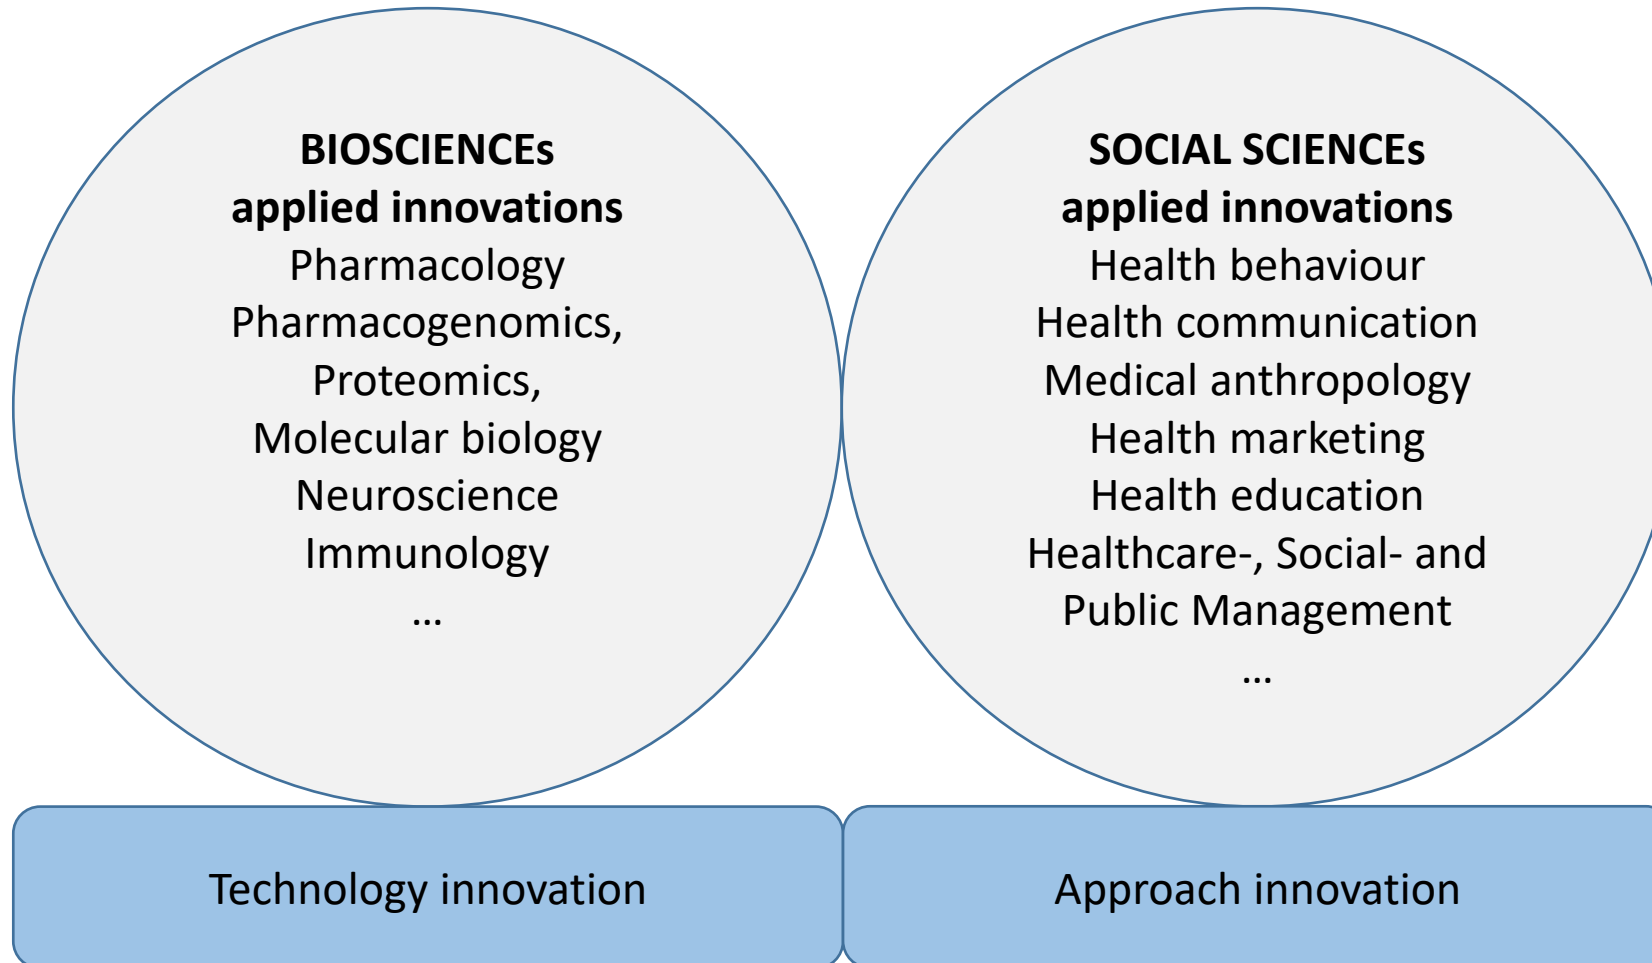 BIOSCIENCEs
applied innovations
Pharmacology
Pharmacogenomics,
Proteomics,
Molecular biology
Neuroscience
Immunology
...
SOCIAL SCIENCEs
applied innovations
Health behaviour
Health communication
Medical anthropology
Health marketing
Health education
Healthcare-, Social- and
Public Management
...
Technology innovation
Approach innovation